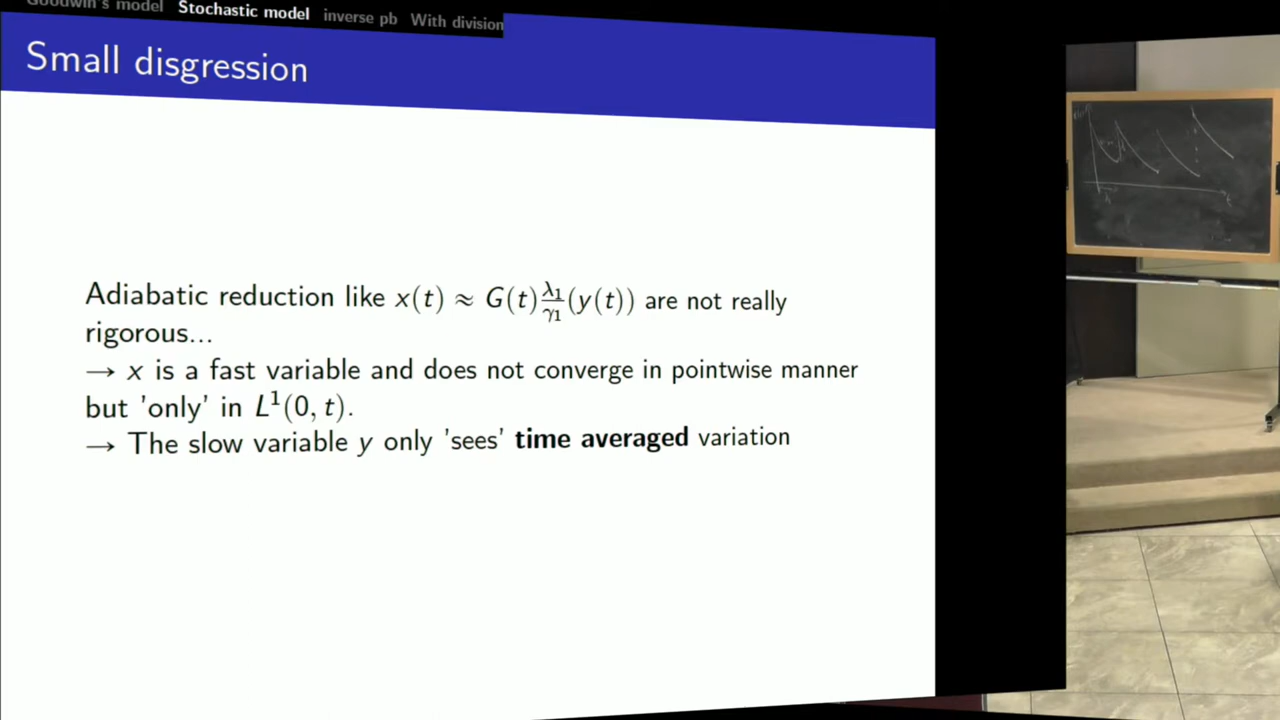 Goodwin's model Stochastic model inverse pb With division
Small disgression
Adiabatic reduction like x(t) ≈ G(t) λ₁/γ₁ (y(t)) are not really
rigorous...
→ x is a fast variable and does not converge in pointwise manner
but 'only' in L¹(0, t).
→ The slow variable y only 'sees' time averaged variation